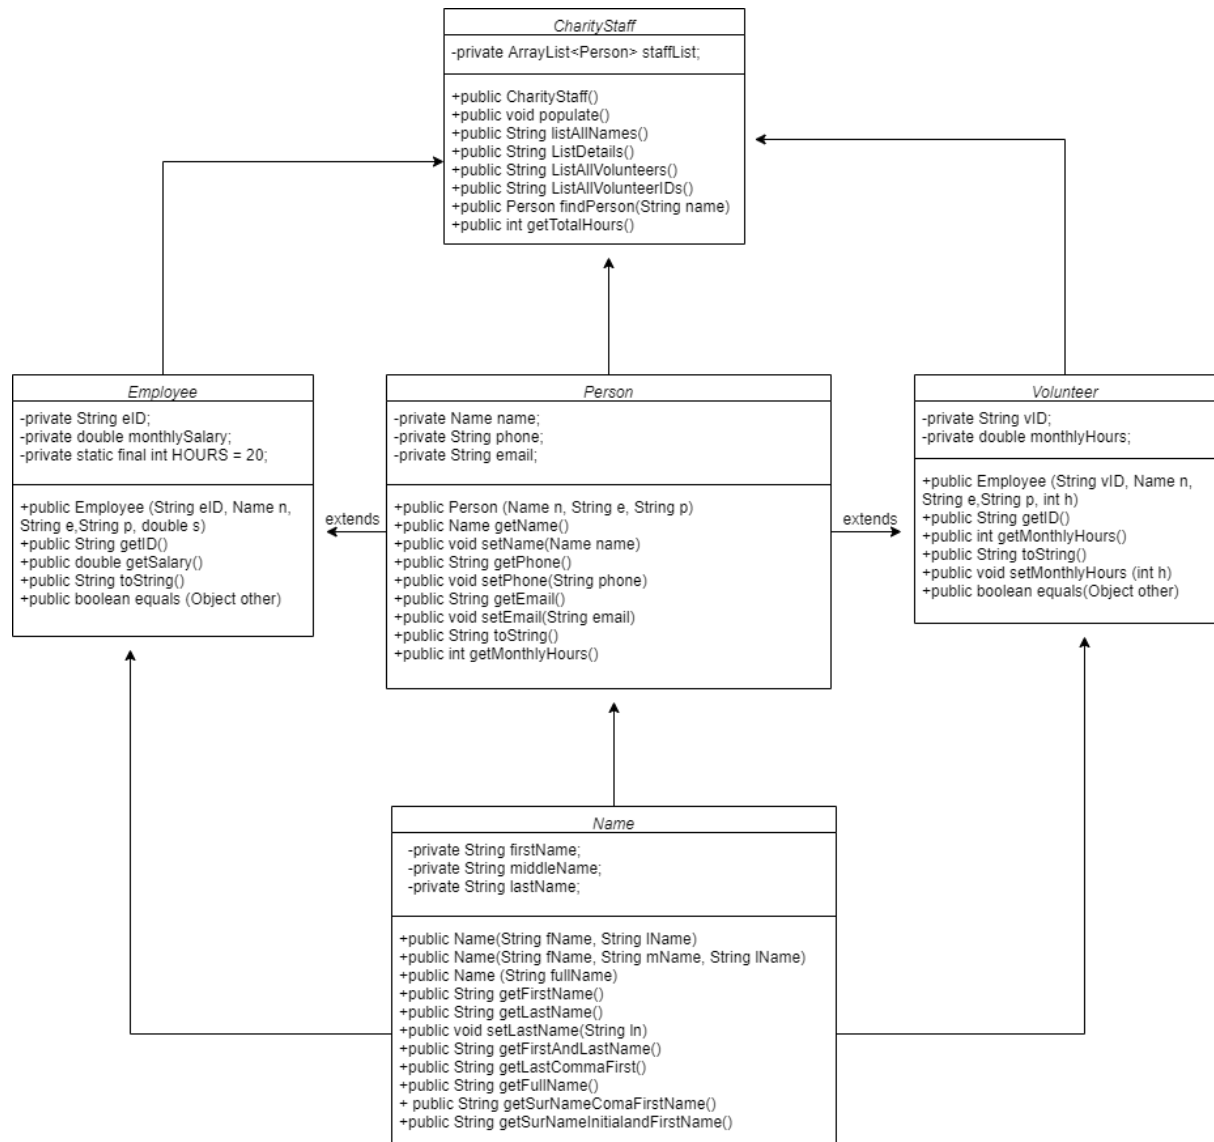 CharityStaff
-private ArrayList<Person> staffList;
+public CharityStaff()
+public void populate()
+public String listAllNames()
+public String ListDetails()
+public String ListAllVolunteers()
+public String ListAllVolunteerIDs()
+public Person findPerson(String name)
+public int getTotalHours()
Employee
-private String eID;
-private double monthlySalary;
-private static final int HOURS = 20;
+public Employee (String eID, Name n,
String e,String p, double s)
+public String getID()
+public double getSalary()
+public String toString()
+public boolean equals (Object other)
extends
Person
-private Name name;
-private String phone;
-private String email;
+public Person (Name n, String e, String p)
+public Name getName()
+public void setName(Name name)
+public String getPhone()
+public void setPhone(String phone)
+public String getEmail()
+public void setEmail(String email)
+public String toString()
+public int getMonthlyHours()
extends
Volunteer
-private String vID;
-private double monthlyHours;
+public Employee (String vID, Name n,
String e,String p, int h)
+public String getID()
+public int getMonthlyHours()
+public String toString()
+public void setMonthlyHours (int h)
+public boolean equals(Object other)
Name
-private String firstName;
-private String middleName;
-private String lastName;
+public Name(String fName, String lName)
+public Name(String fName, String mName, String lName)
+public Name (String fullName)
+public String getFirstName()
+public String getLastName()
+public void setLastName(String ln)
+public String getFirstAndLastName()
+public String getLastCommaFirst()
+public String getFullName()
+ public String getSurNameComaFirstName()
+public String getSurNameInitialandFirstName()